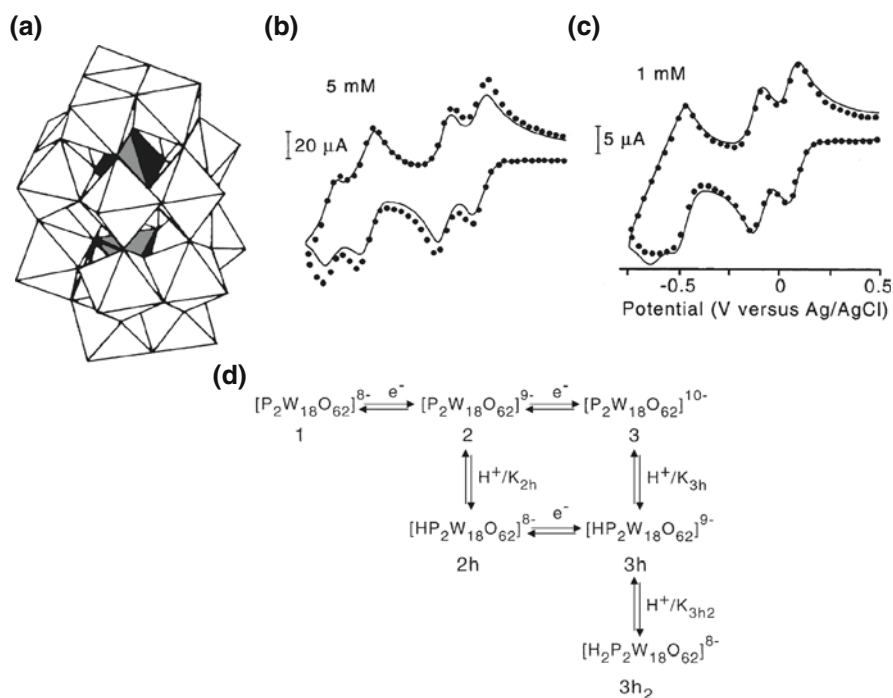 (a)
(b)
(c)
5 mM
1 mM
20 μA
5 μA
-0.5 0 0.5
Potential (V versus Ag/AgCl)
(d)
[P2W18O62]8- e- [P2W18O62]9- e- [P2W18O62]10-
1 2 3
H+/K2h H+/K3h
[HP2W18O62]8- e- [HP2W18O62]9-
2h 3h
H+/K3h2
[H2P2W18O62]8-
3h2